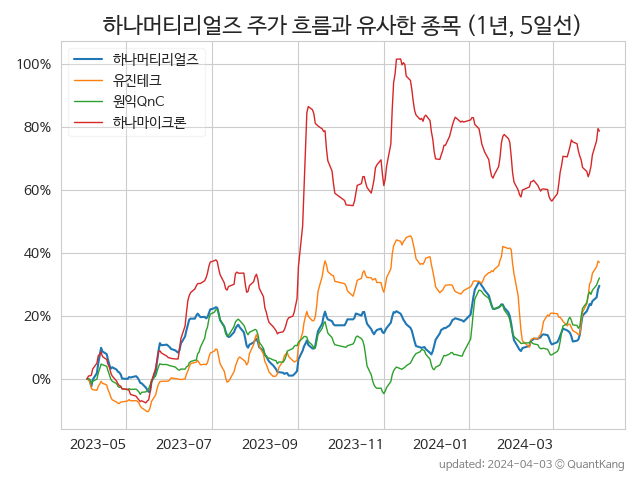 하나머티리얼즈 주가 흐름과 유사한 종목 (1년, 5일선)
하나머티리얼즈
유진테크
원익QnC
하나마이크론
100%
80%
60%
40%
20%
0%
2023-05
2023-07
2023-09
2023-11
2024-01
2024-03
updated: 2024-04-03 © QuantKang